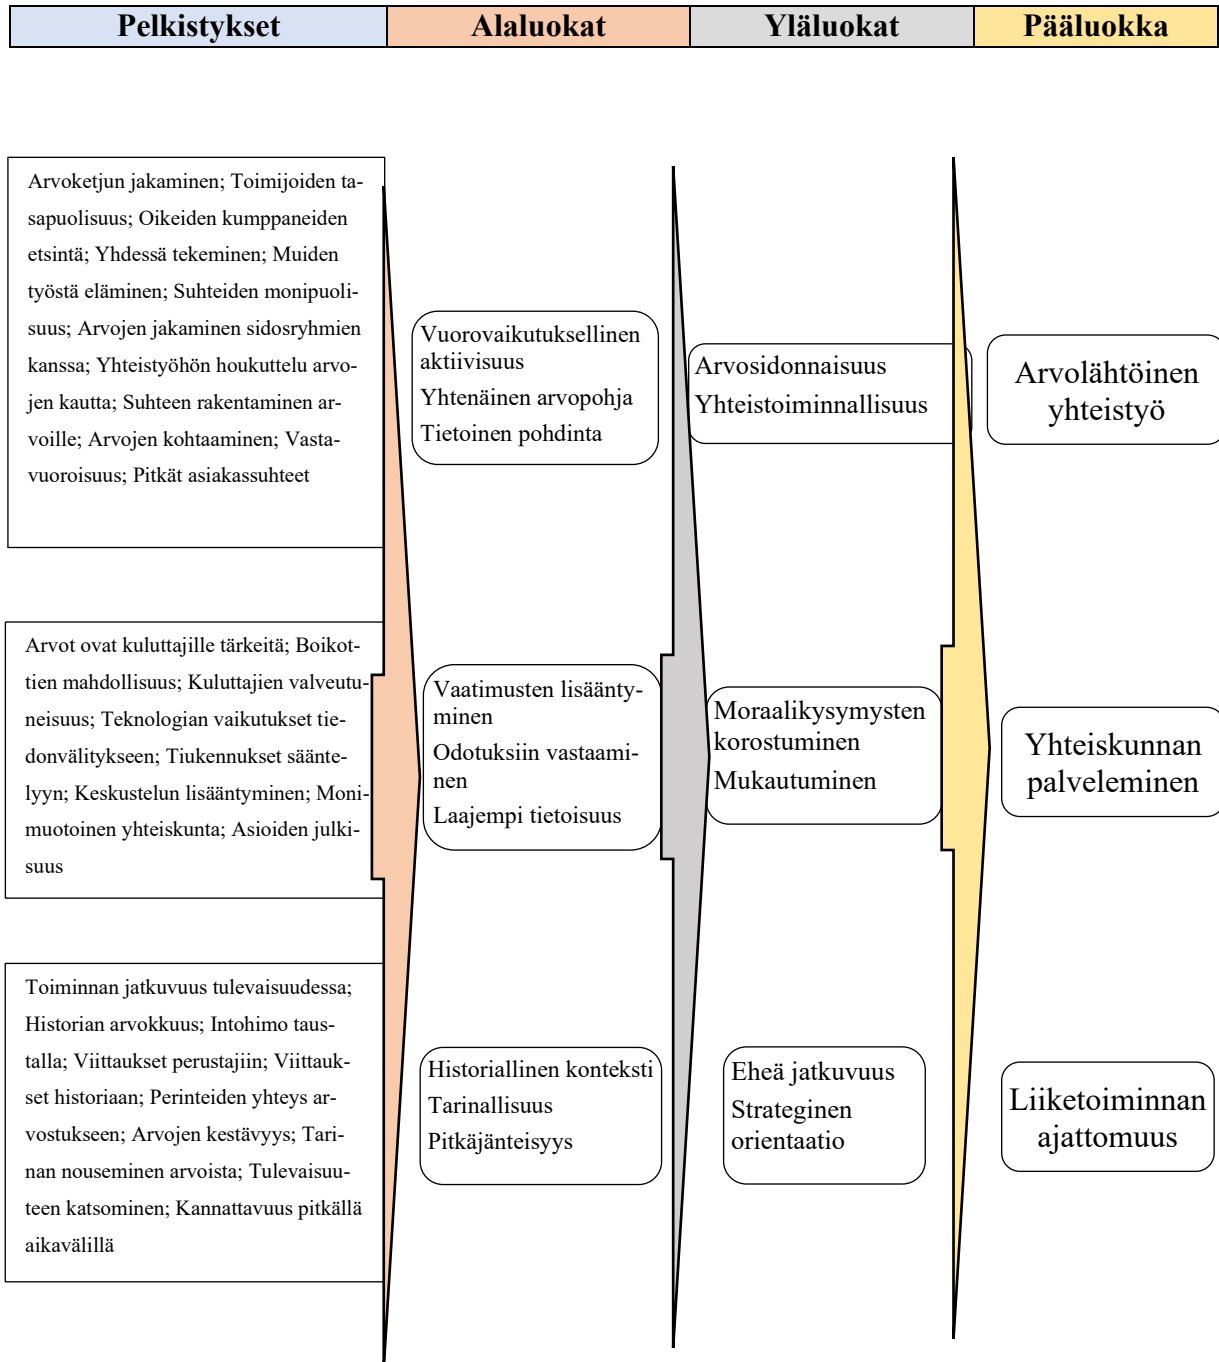 Pelkistykset Alaluokat Yläluokat Pääluokka
Arvoketjun jakaminen; Toimijoiden ta-
sapuolisuus; Oikeiden kumppaneiden
etsintä; Yhdessä tekeminen; Muiden
työstä eläminen; Suhteiden monipuoli-
suus; Arvojen jakaminen sidosryhmien
kanssa; Yhteistyöhön houkuttelu arvo-
jen kautta; Suhteen rakentaminen ar-
voille; Arvojen kohtaaminen; Vasta-
vuoroisuus; Pitkät asiakassuhteet
Vuorovaikutuksellinen
aktiivisuus
Yhtenäinen arvopohja
Tietoinen pohdinta
Arvosidonnaisuus
Yhteistoiminnallisuus
Arvolähtöinen
yhteistyö
Arvot ovat kuluttajille tärkeitä; Boikot-
tien mahdollisuus; Kuluttajien valveutu-
neisuus; Teknologian vaikutukset tie-
donvälitykseen; Tiukennukset säänte-
lyyn; Keskustelun lisääntyminen; Moni-
muotoinen yhteiskunta; Asioiden julki-
suus
Vaatimusten lisäänty-
minen
Odotuksiin vastaami-
nen
Laajempi tietoisuus
Moraalikysymysten
korostuminen
Mukautuminen
Yhteiskunnan
palveleminen
Toiminnan jatkuvuus tulevaisuudessa;
Historian arvokkuus; Intohimo taus-
talla; Viittaukset perustajiin; Viittauk-
set historiaan; Perinteiden yhteys ar-
vostukseen; Arvojen kestävyys; Tari-
nan nouseminen arvoista; Tulevaisuu-
teen katsominen; Kannattavuus pitkällä
aikavälillä
Historiallinen konteksti
Tarinallisuus
Pitkäjänteisyys
Eheä jatkuvuus
Strateginen
orientaatio
Liiketoiminnan
ajattomuus